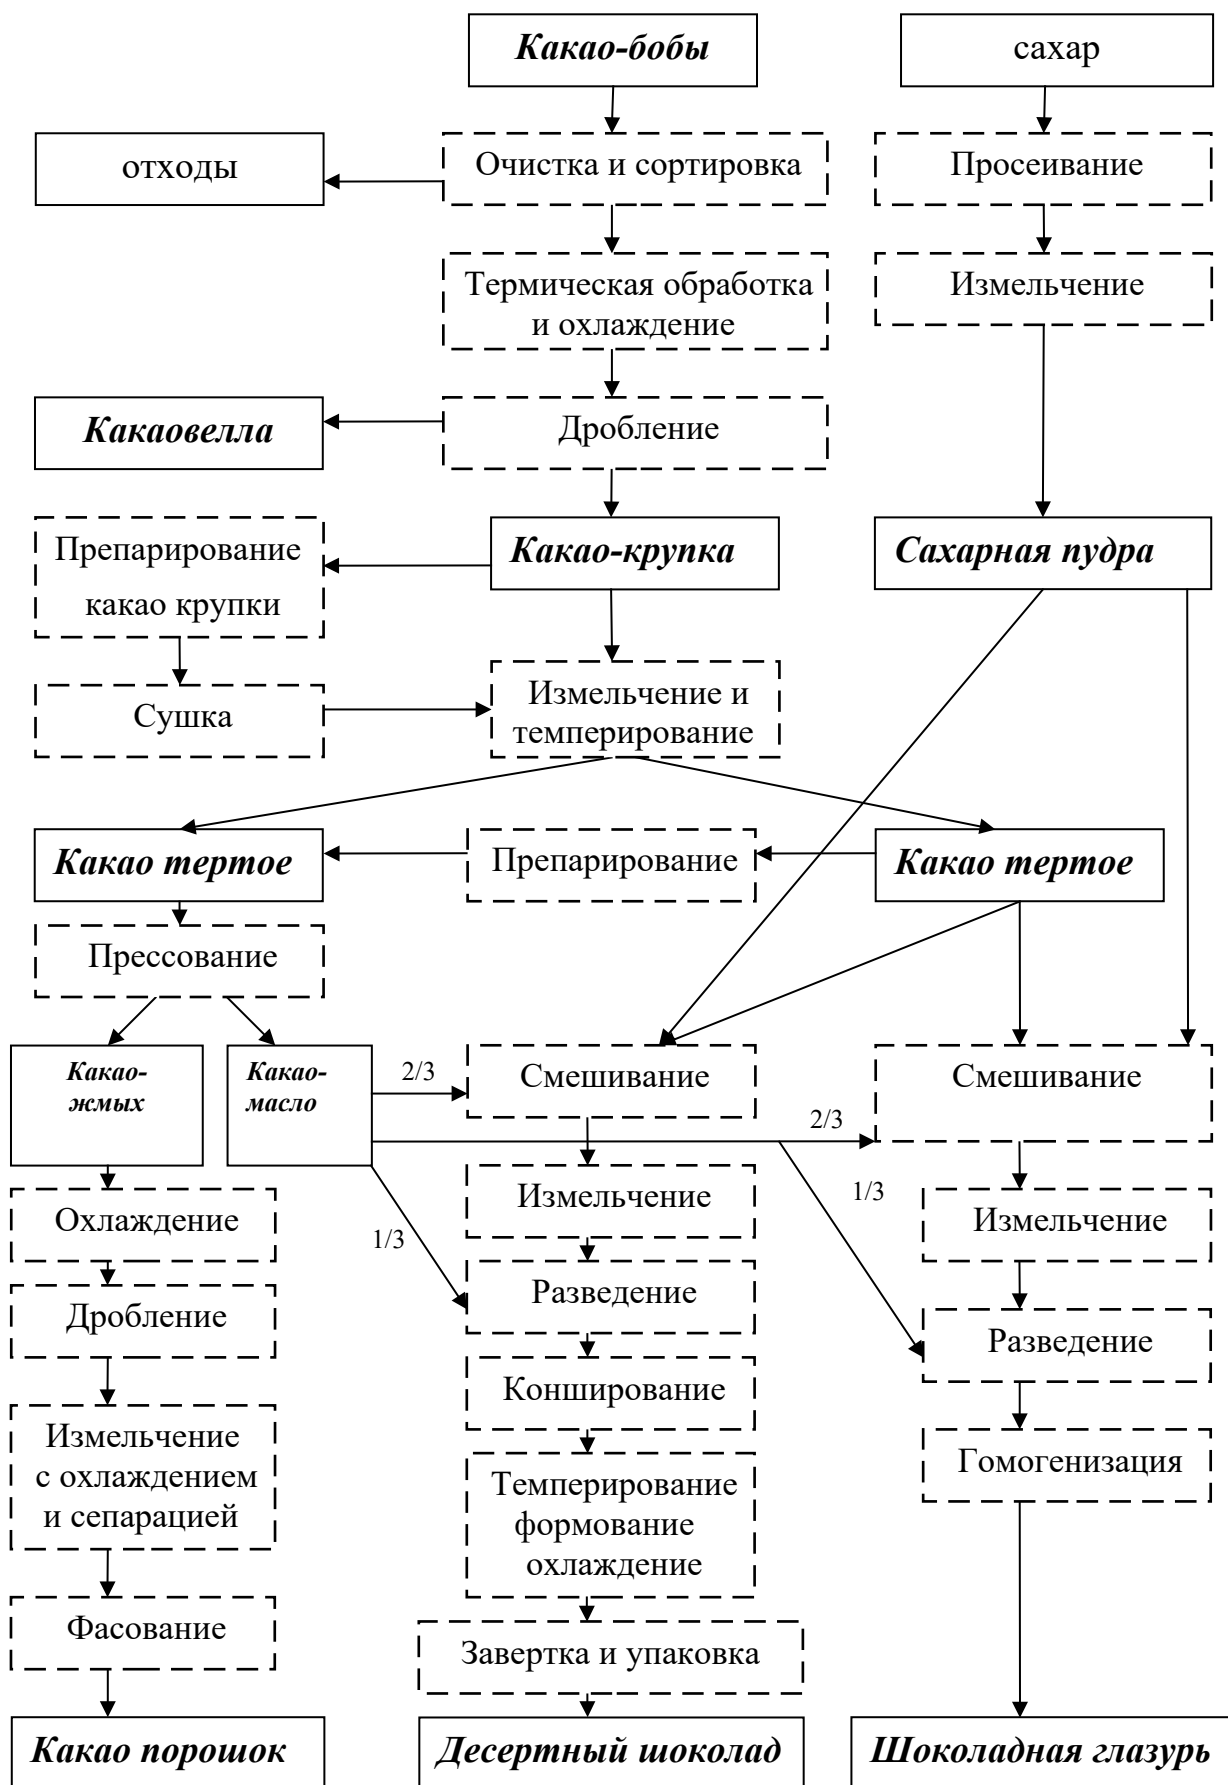 Какао-бобы
сахар
отходы
Очистка и сортировка
Просеивание
Термическая обработка
и охлаждение
Измельчение
Какаовелла
Дробление
Препарирование
какао крупки
Какао-крупка
Сахарная пудра
Сушка
Измельчение и
темперирование
Какао тертое
Препарирование
Какао тертое
Прессование
Какао-
жмых
Какао-
масло
2/3
Смешивание
Смешивание
2/3
Охлаждение
1/3
Измельчение
1/3
Измельчение
Дробление
Разведение
Разведение
Измельчение
с охлаждением
и сепарацией
Конширование
Гомогенизация
Темперирование
формование
охлаждение
Фасование
Завертка и упаковка
Какао порошок
Десертный шоколад
Шоколадная глазурь